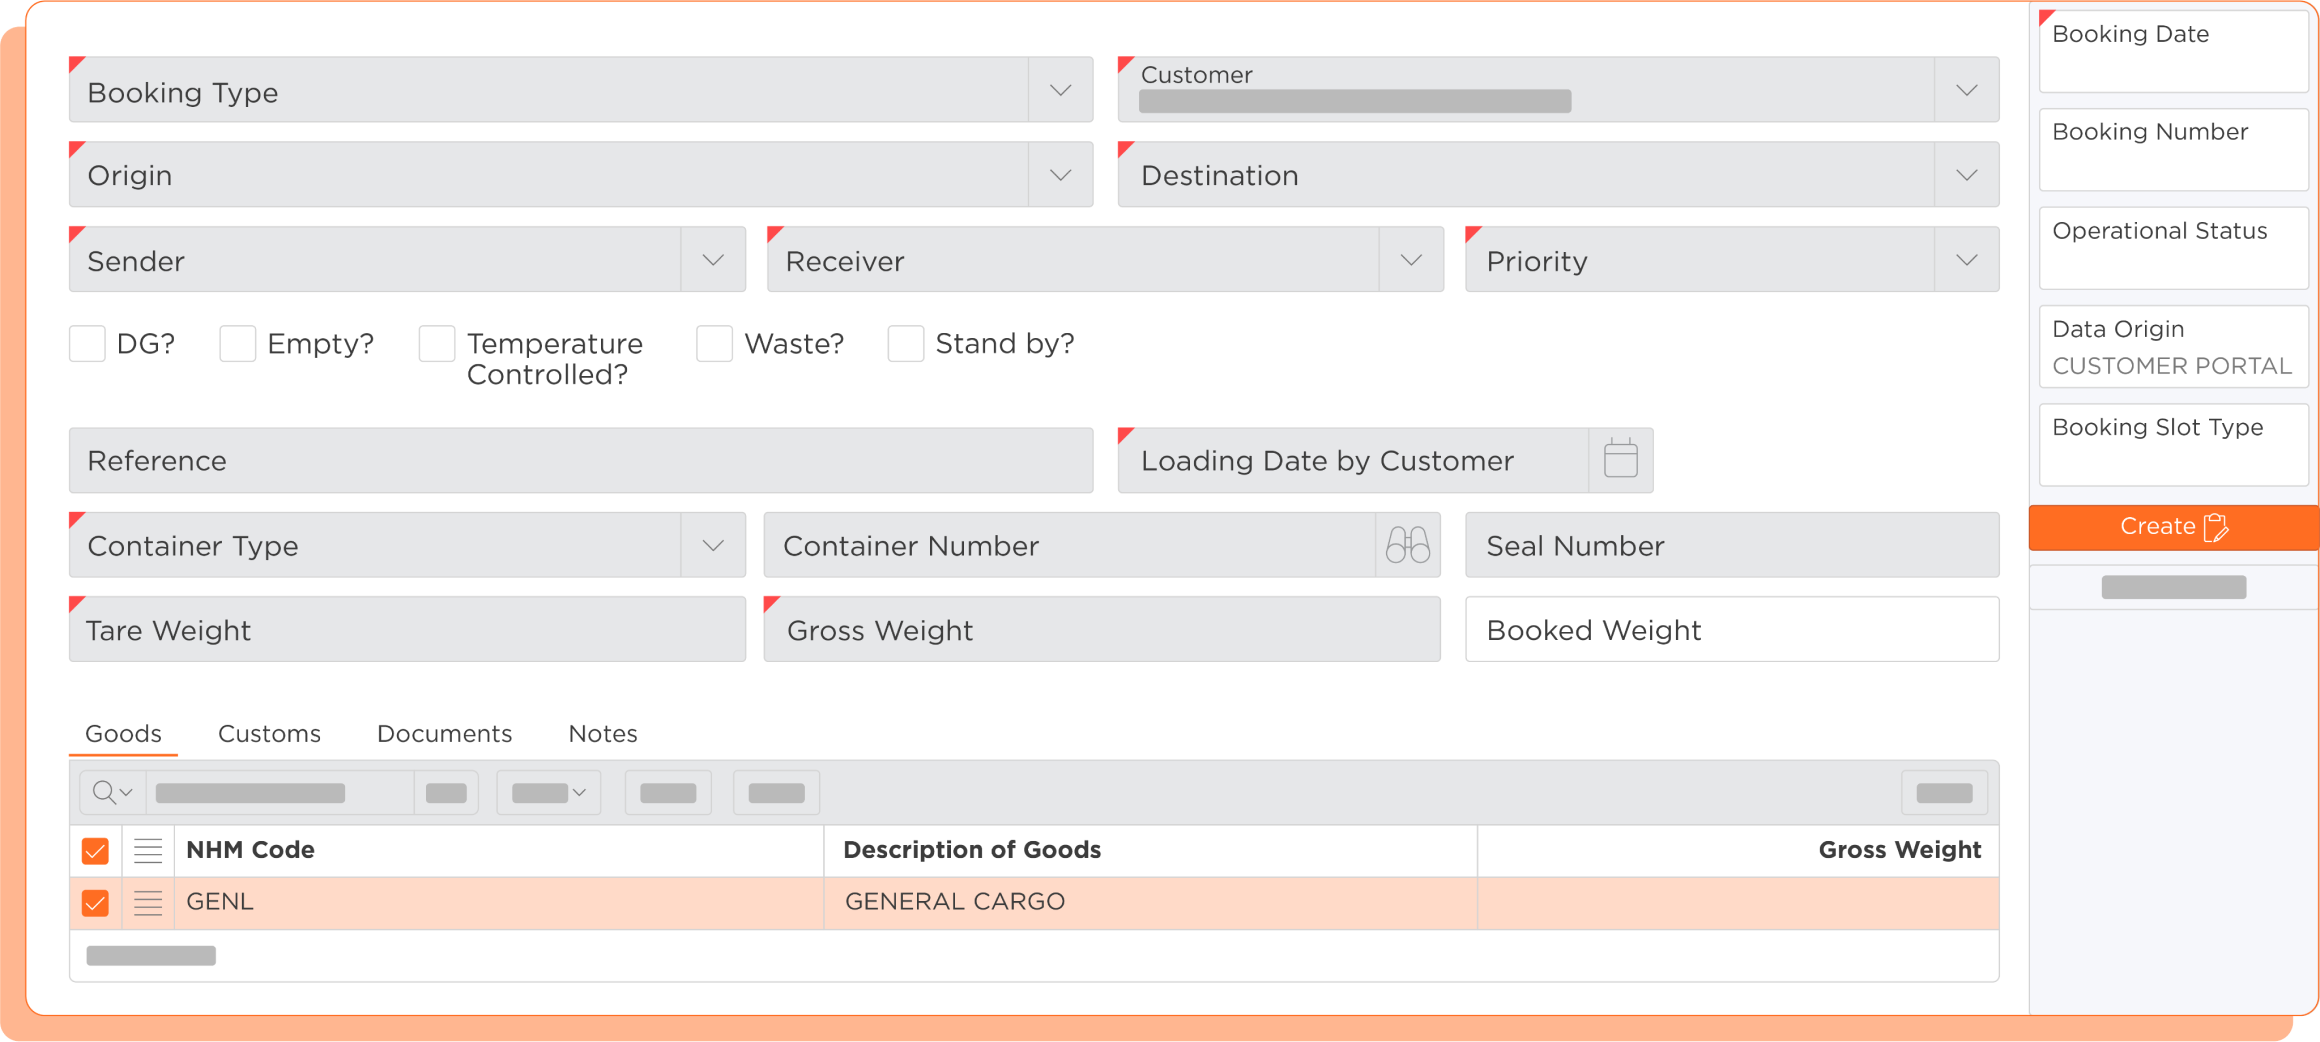 Booking Type
Customer
Origin
Destination
Sender
Receiver
Priority
DG?
Empty?
Temperature
Controlled?
Waste?
Stand by?
Reference
Loading Date by Customer
Container Type
Container Number
Seal Number
Tare Weight
Gross Weight
Booked Weight
Goods
Customs
Documents
Notes
NHM Code
Description of Goods
Gross Weight
GENL
GENERAL CARGO
Booking Date
Booking Number
Operational Status
Data Origin
CUSTOMER PORTAL
Booking Slot Type
Create